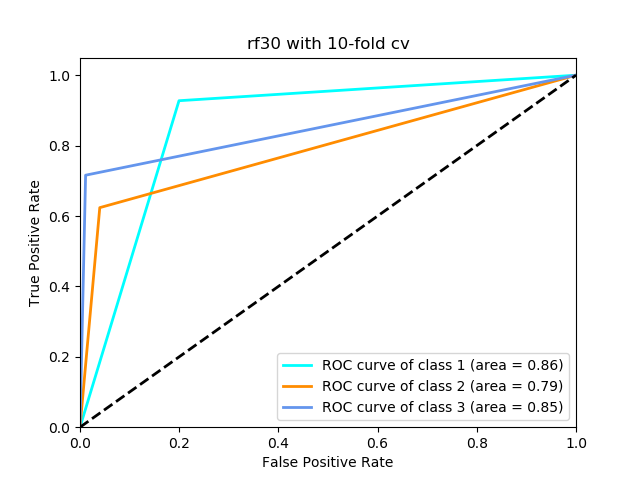 rf30 with 10-fold cv
1.0
0.8
0.6
0.4
0.2
0.0
True Positive Rate
ROC curve of class 1 (area = 0.86)
ROC curve of class 2 (area = 0.79)
ROC curve of class 3 (area = 0.85)
0.0 0.2 0.4 0.6 0.8 1.0
False Positive Rate